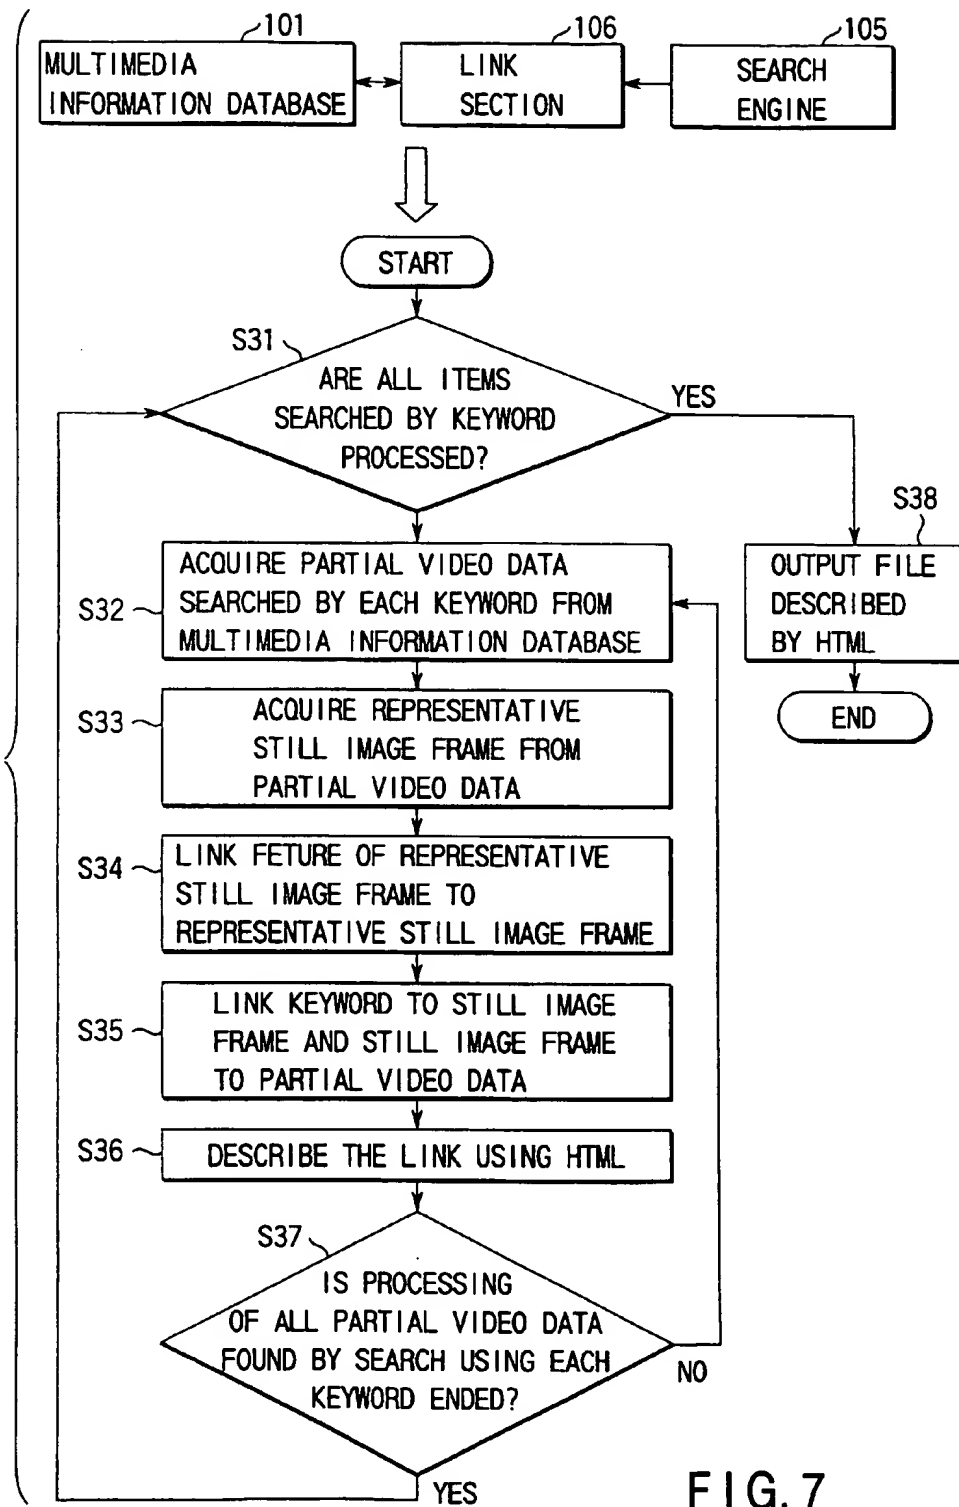 101
106
105
MULTIMEDIA
INFORMATION DATABASE
LINK
SECTION
SEARCH
ENGINE
START
S31
ARE ALL ITEMS
SEARCHED BY KEYWORD
PROCESSED?
YES
S38
OUTPUT FILE
DESCRIBED
BY HTML
END
S32
ACQUIRE PARTIAL VIDEO DATA
SEARCHED BY EACH KEYWORD FROM
MULTIMEDIA INFORMATION DATABASE
S33
ACQUIRE REPRESENTATIVE
STILL IMAGE FRAME FROM
PARTIAL VIDEO DATA
S34
LINK FETURE OF REPRESENTATIVE
STILL IMAGE FRAME TO
REPRESENTATIVE STILL IMAGE FRAME
S35
LINK KEYWORD TO STILL IMAGE
FRAME AND STILL IMAGE FRAME
TO PARTIAL VIDEO DATA
S36
DESCRIBE THE LINK USING HTML
S37
IS PROCESSING
OF ALL PARTIAL VIDEO DATA
FOUND BY SEARCH USING EACH
KEYWORD ENDED?
NO
YES
FIG. 7